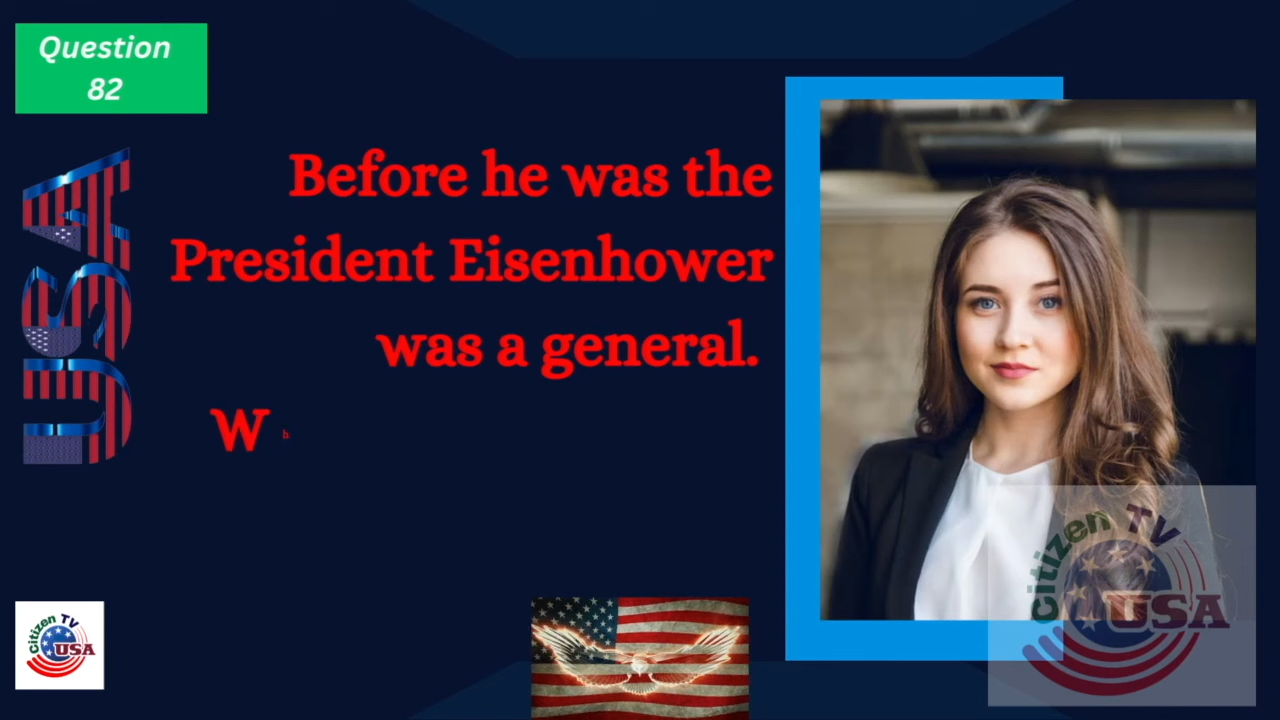 Question
82
USA
Before he was the
President Eisenhower
was a general.
W h
Citizen TV
USA
Citizen TV
USA